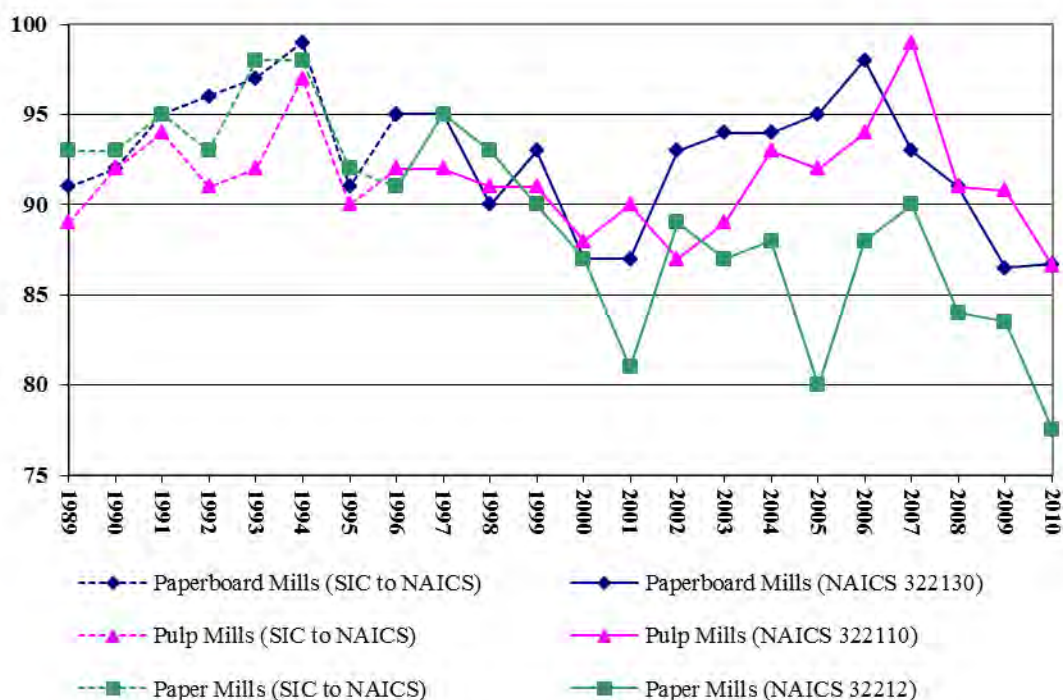 100
95
90
85
80
75
1989 1990 1991 1992 1993 1994 1995 1996 1997 1998 1999 2000 2001 2002 2003 2004 2005 2006 2007 2008 2009 2010
Paperboard Mills (SIC to NAICS) Paperboard Mills (NAICS 322130)
Pulp Mills (SIC to NAICS) Pulp Mills (NAICS 322110)
Paper Mills (SIC to NAICS) Paper Mills (NAICS 32212)